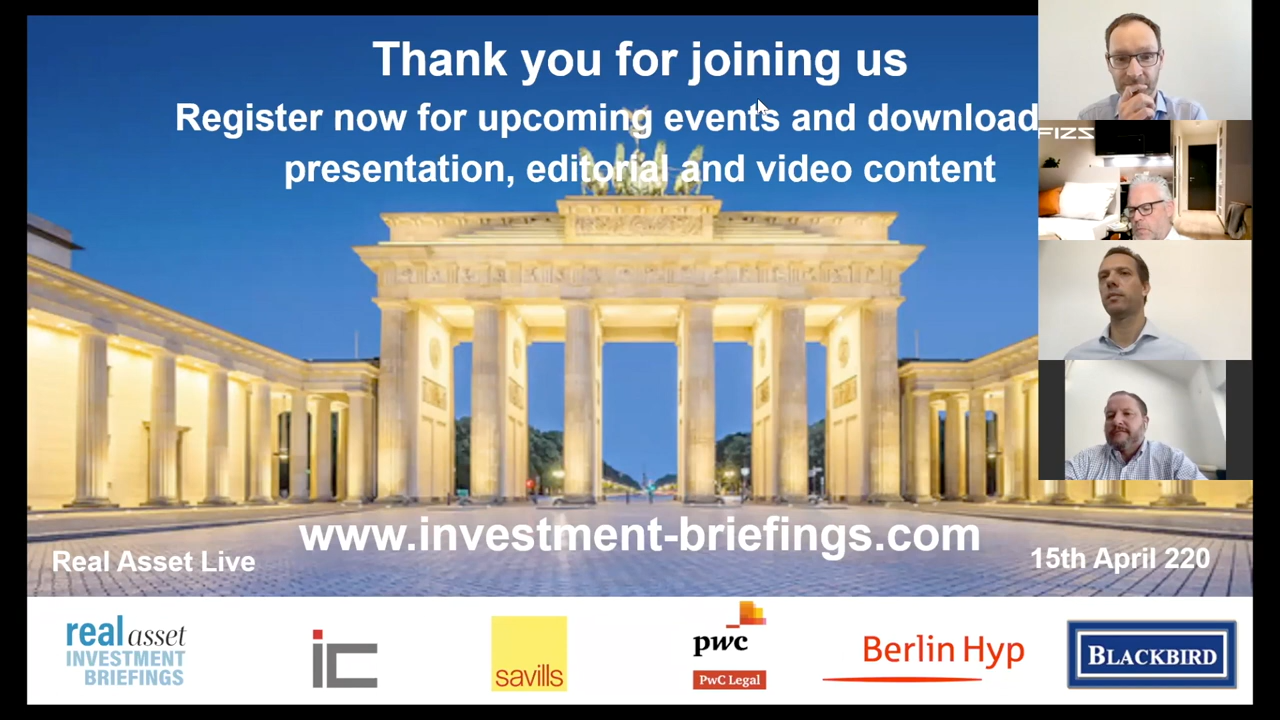 Thank you for joining us
Register now for upcoming events and download
presentation, editorial and video content
FIZZ
www.investment-briefings.com
Real Asset Live
15th April 220
real asset
INVESTMENT
BRIEFINGS
ic
savills
pwc
PwC Legal
Berlin Hyp
BLACKBIRD